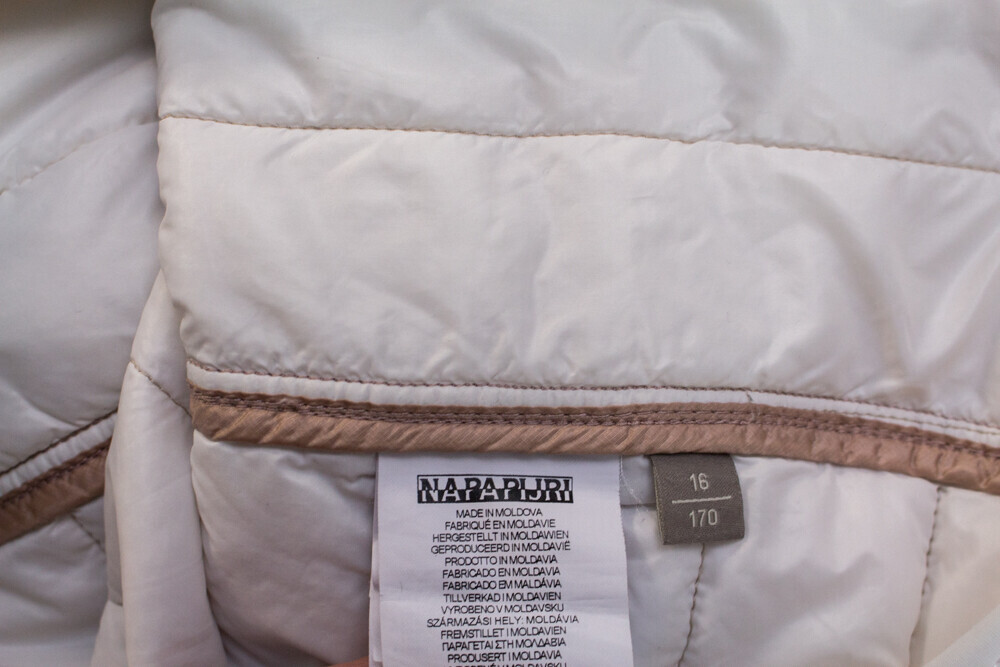 NAPAPIJRI
MADE IN MOLDOVA
FABRIQUÉ EN MOLDAVIE
HERGESTELLT IN MOLDAWIEN
GEPRODUCEERD IN MOLDAVIË
PRODOTTO IN MOLDAVIA
FABRICADO EN MOLDAVIA
FABRICADO EM MALDÁVIA
TILLVERKAD I MOLDAVIEN
VYROBENO V MOLDAVSKU
SZÁRMAZÁSI HELY: MOLDÁVIA
FREMSTILLET I MOLDAVIEN
ΠΑΡΑΓΕΤΑΙ ΣΤΗ ΜΟΛΔΑΒΙΑ
PRODUSERT I MOLDAVIA
16
170